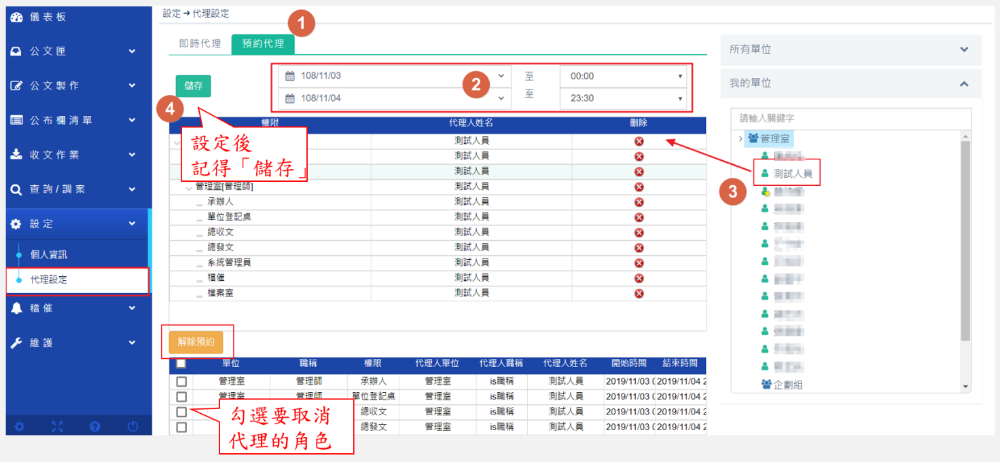 儀表板
公文匣
公文製作
公布欄清單
收文作業
查詢/調案
設定
個人資訊
代理設定
稽催
維護
設定 代理設定
1
即時代理 預約代理
儲存
108/11/03 至 00:00
2
108/11/04 至 23:30
4
設定後
記得「儲存」
權限 代理人姓名 刪除
測試人員
測試人員
測試人員
管理室[管理師] 測試人員
承辦人 測試人員
單位登記桌 測試人員
總收文 測試人員
總發文 測試人員
系統管理員 測試人員
稽催 測試人員
檔案室 測試人員
解除預約
單位 職稱 權限 代理人單位 代理人職稱 代理人姓名 開始時間 結束時間
管理室 管理師 承辦人 管理室 is職稱 測試人員 2019/11/03 2019/11/04
管理室 管理師 單位登記桌 管理室 is職稱 測試人員 2019/11/03 2019/11/04
總收文 管理室 is職稱 測試人員 2019/11/03 2019/11/04
總發文 管理室 is職稱 測試人員 2019/11/03 2019/11/04
勾選要取消
代理的角色
所有單位
我的單位
請輸入關鍵字
管理室
測試人員
3
企劃組